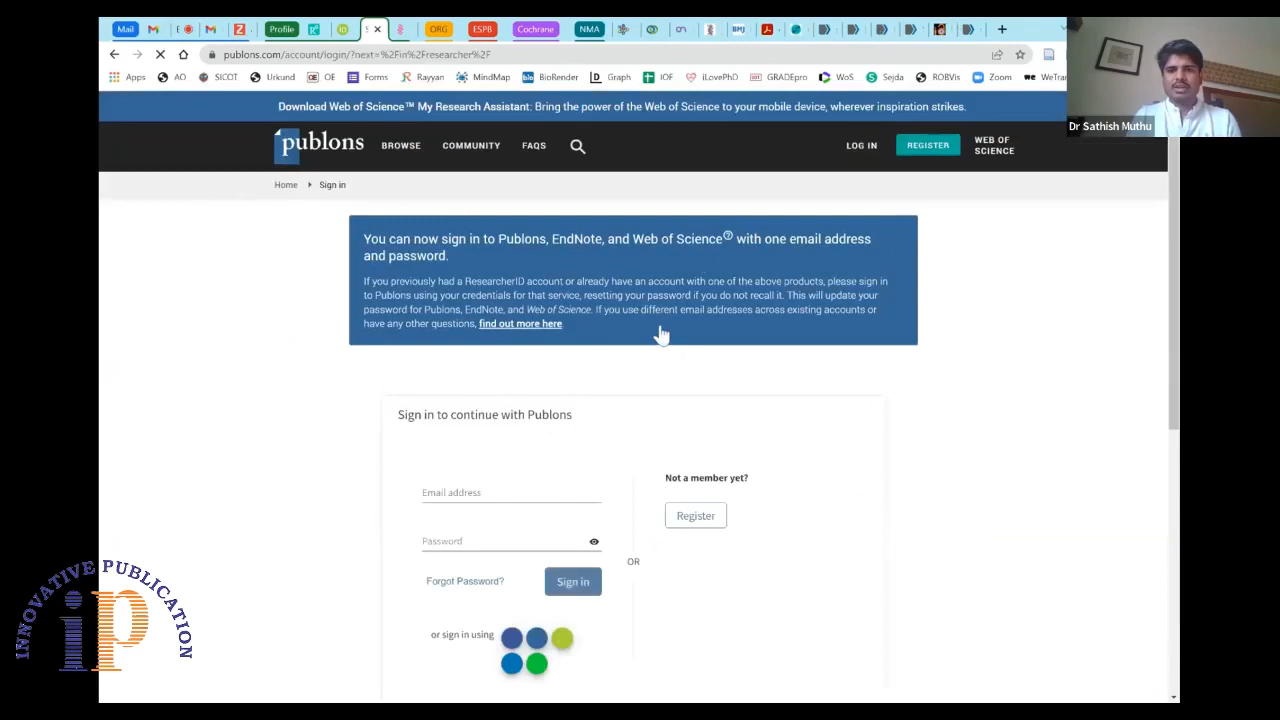 Mail
Profile
ORG
ESPB
Cochrane
NMA
BMJ
publons.com/account/login/?next=%2Fin%2Fresearcher%2F
Apps AO SICOT Urkund OE Forms Rayyan MindMap BioRender Graph IOF iLovePhD GRADEpro WoS Sejda ROBVis Zoom WeTra
Dr Sathish Muthu
Download Web of Science™ My Research Assistant: Bring the power of the Web of Science to your mobile device, wherever inspiration strikes.
publons BROWSE COMMUNITY FAQS LOG IN REGISTER WEB OF
SCIENCE
Home Sign in
You can now sign in to Publons, EndNote, and Web of Science? with one email address
and password.
If you previously had a ResearcherID account or already have an account with one of the above products, please sign in
to Publons using your credentials for that service, resetting your password if you do not recall it. This will update your
password for Publons, EndNote, and Web of Science. If you use different email addresses across existing accounts or
have any other questions, find out more here.
Sign in to continue with Publons
Email address
Password
Forgot Password? Sign in
or sign in using
OR
Not a member yet?
Register
INNOVATIVE PUBLICATION
ip